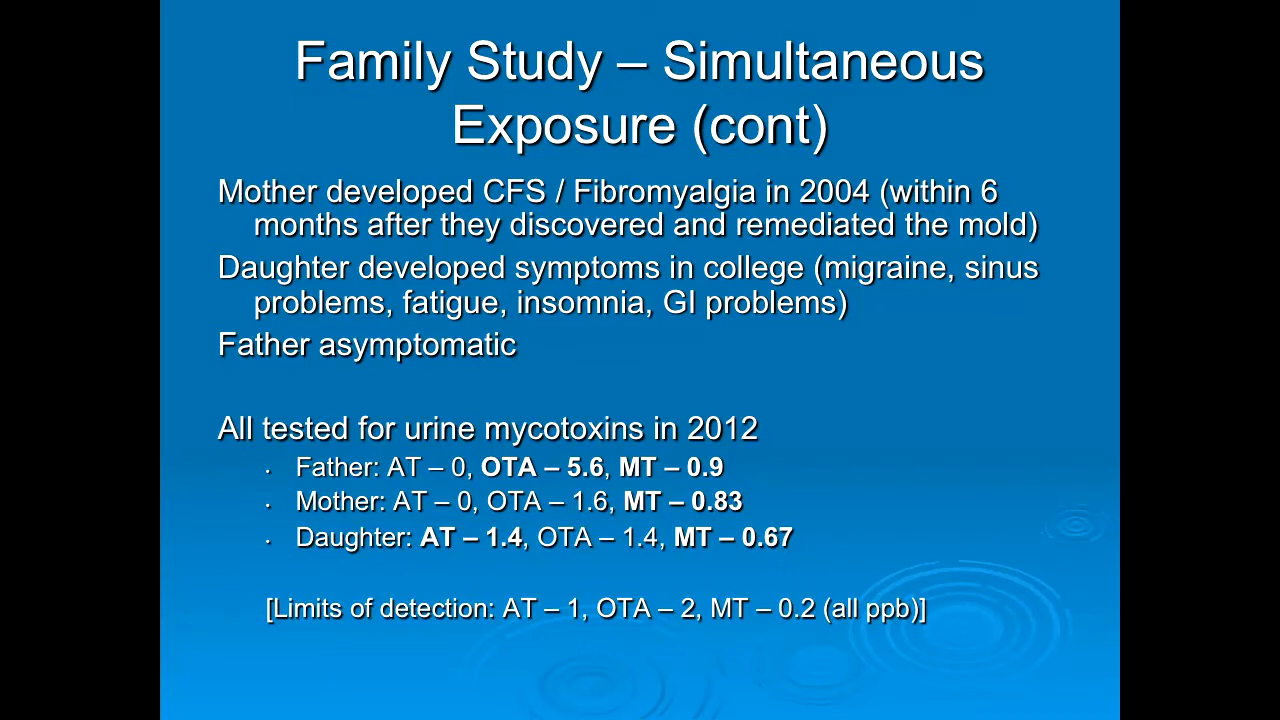 Family Study – Simultaneous
Exposure (cont)
Mother developed CFS / Fibromyalgia in 2004 (within 6
months after they discovered and remediated the mold)
Daughter developed symptoms in college (migraine, sinus
problems, fatigue, insomnia, GI problems)
Father asymptomatic
All tested for urine mycotoxins in 2012
• Father: AT – 0, OTA – 5.6, MT – 0.9
• Mother: AT – 0, OTA – 1.6, MT – 0.83
• Daughter: AT – 1.4, OTA – 1.4, MT – 0.67
[Limits of detection: AT – 1, OTA – 2, MT – 0.2 (all ppb)]